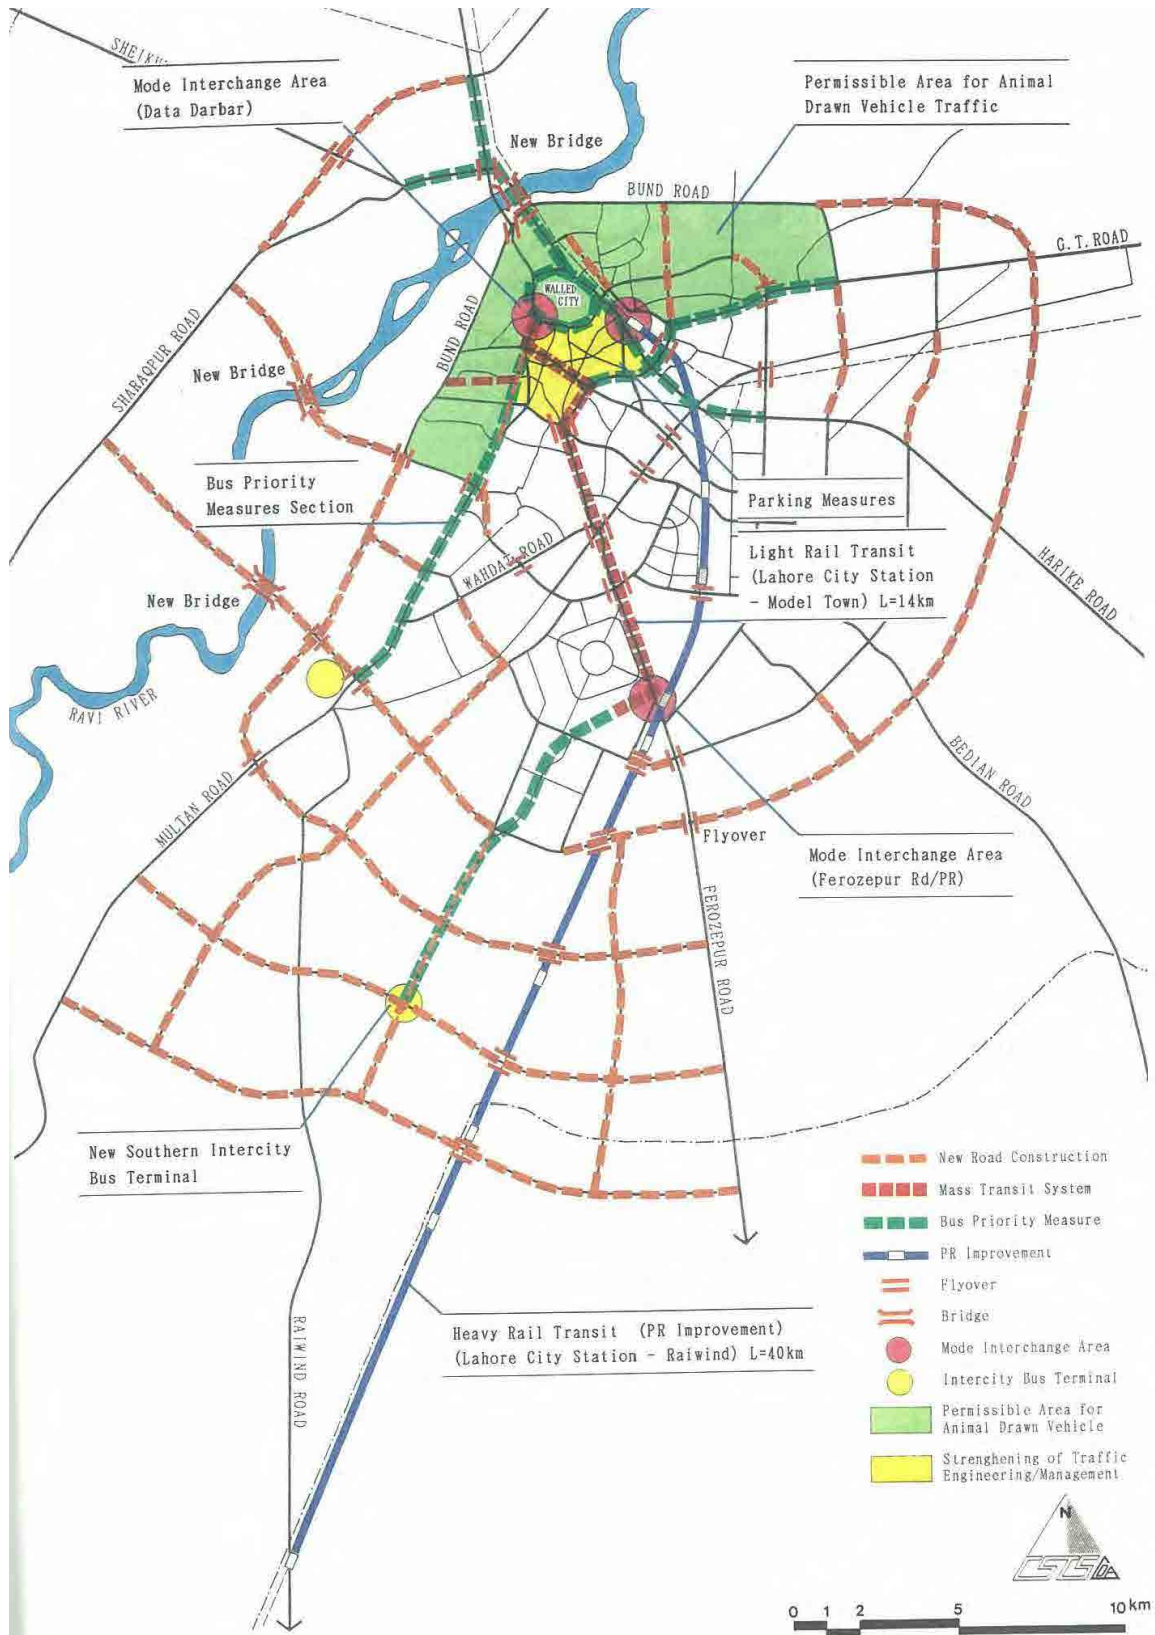 SHEIKH
Mode Interchange Area
(Data Darbar)
Permissible Area for Animal
Drawn Vehicle Traffic
New Bridge
BUND ROAD
G.T.ROAD
WALLED
CITY
BUND ROAD
SHARAQPUR ROAD
New Bridge
Bus Priority
Measures Section
Parking Measures
WAHDAT ROAD
Light Rail Transit
(Lahore City Station
- Model Town) L=14km
HARIKE ROAD
New Bridge
RAVI RIVER
MULTAN ROAD
BEDIAN ROAD
Flyover
Mode Interchange Area
(Ferozepur Rd/PR)
FEROZEPUR ROAD
New Southern Intercity
Bus Terminal
Heavy Rail Transit (PR Improvement)
(Lahore City Station - Raiwind) L=40km
RAIWIND ROAD
New Road Construction
Mass Transit System
Bus Priority Measure
PR Improvement
Flyover
Bridge
Mode Interchange Area
Intercity Bus Terminal
Permissible Area for
Animal Drawn Vehicle
Strenghening of Traffic
Engineering/Management
N
0 1 2 5 10 km